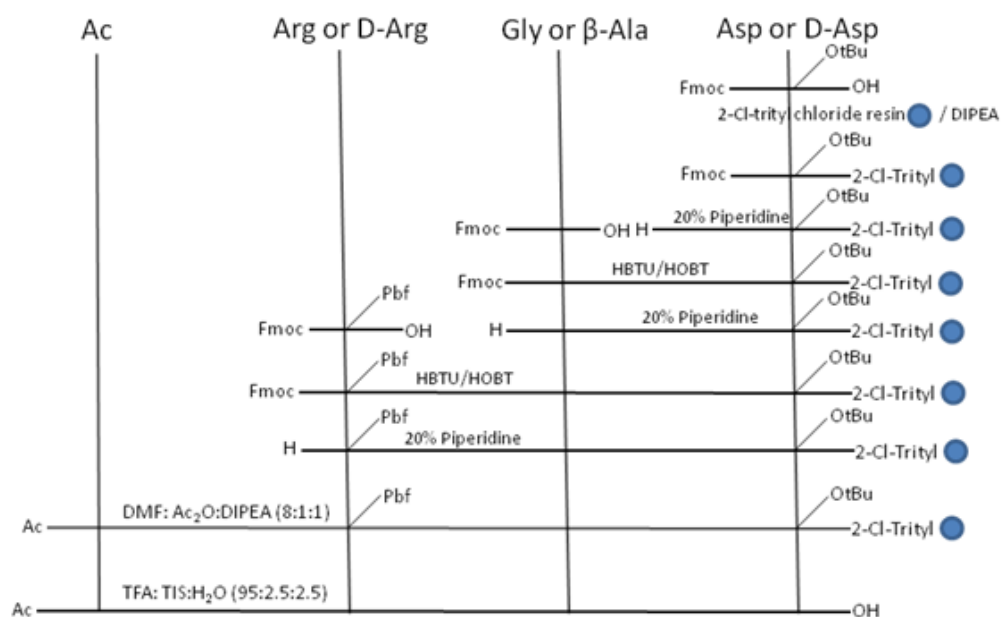 Ac Arg or D-Arg Gly or β-Ala Asp or D-Asp
OtBu
Fmoc OH
2-Cl-trityl chloride resin / DIPEA
OtBu
Fmoc 2-Cl-Trityl
OtBu
Fmoc OH H 20% Piperidine 2-Cl-Trityl
OtBu
Fmoc HBTU/HOBT 2-Cl-Trityl
Pbf OtBu
Fmoc OH H 20% Piperidine 2-Cl-Trityl
Pbf OtBu
Fmoc HBTU/HOBT 2-Cl-Trityl
Pbf OtBu
H 20% Piperidine 2-Cl-Trityl
Pbf OtBu
Ac DMF: Ac₂O:DIPEA (8:1:1) 2-Cl-Trityl
TFA: TIS:H₂O (95:2.5:2.5)
Ac OH